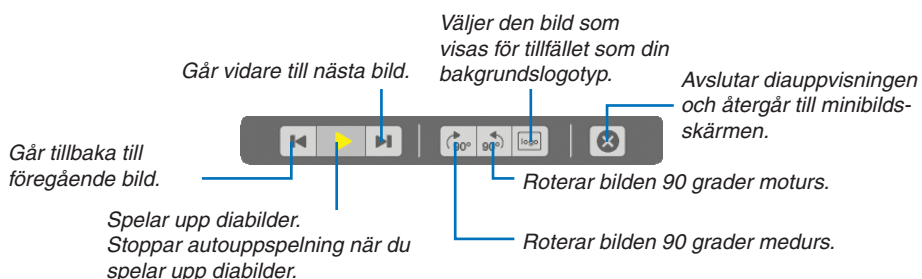 Väljer den bild som
visas för tillfället som din
bakgrundslogotyp.
Går vidare till nästa bild.
Avslutar diauppvisningen
och återgår till minibilds-
skärmen.
90°
90°
logo
Går tillbaka till
föregående bild.
Roterar bilden 90 grader moturs.
Spelar upp diabilder.
Stoppar autouppspelning när du
spelar upp diabilder.
Roterar bilden 90 grader medurs.